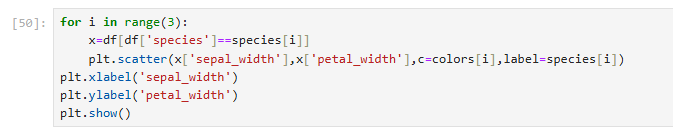 [50]: for i in range(3):
    x=df[df['species']==species[i]]
    plt.scatter(x['sepal_width'],x['petal_width'],c=colors[i],label=species[i])
plt.xlabel('sepal_width')
plt.ylabel('petal_width')
plt.show()